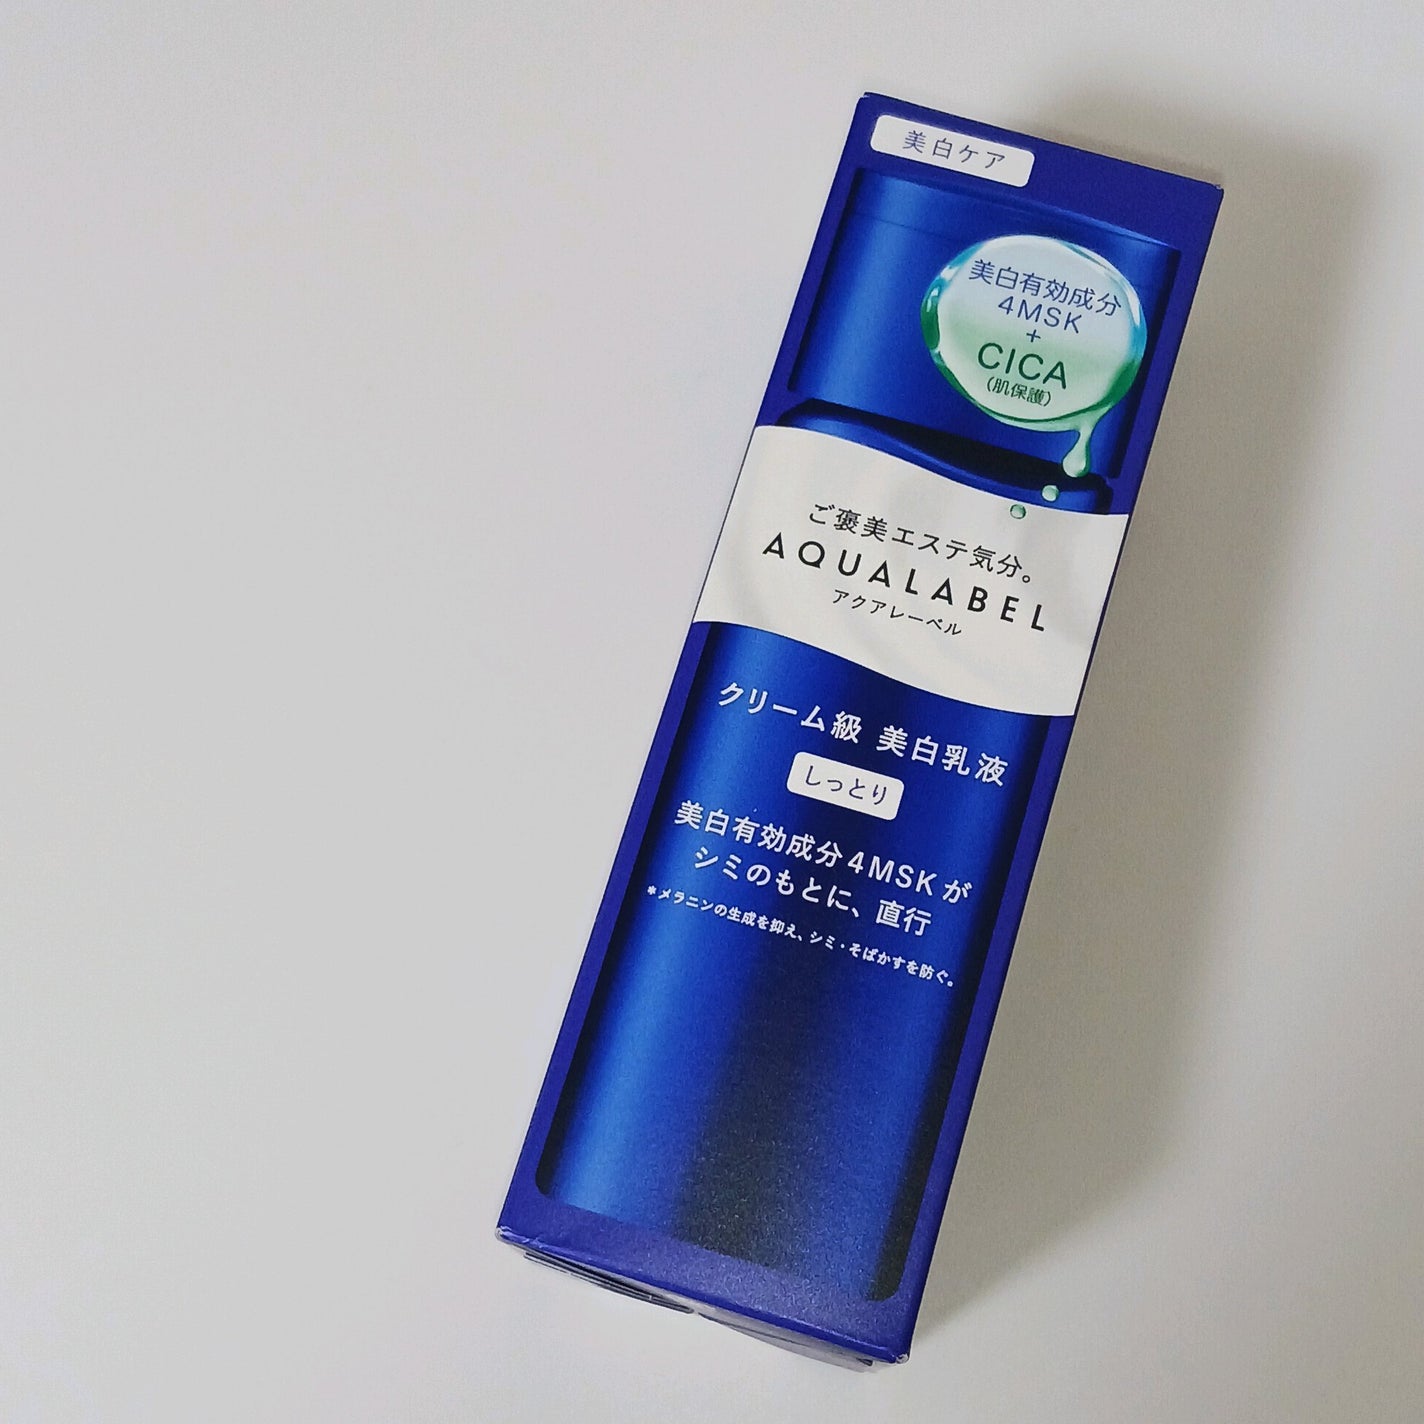 美白ケア
美白有効成分
4MSK
+
CICA
(肌保護)
ご褒美エステ気分。
AQUALABEL
アクアレーベル
クリーム級 美白乳液
しっとり
美白有効成分4MSKが
シミのもとに、直行
*メラニンの生成を抑え、シミ・そばかすを防ぐ。